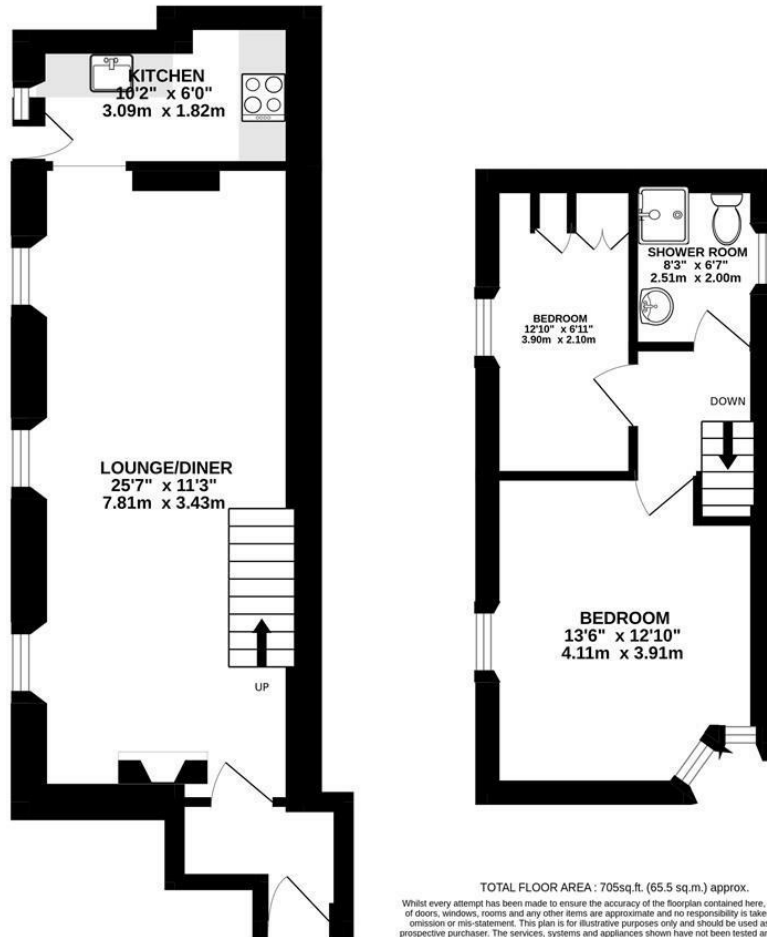 KITCHEN
10'2" x 6'0"
3.09m x 1.82m
LOUNGE/DINER
25'7" x 11'3"
7.81m x 3.43m
UP
SHOWER ROOM
8'3" x 6'7"
2.51m x 2.00m
BEDROOM
12'10" x 6'11"
3.90m x 2.10m
DOWN
BEDROOM
13'6" x 12'10"
4.11m x 3.91m
TOTAL FLOOR AREA : 705sq.ft. (65.5 sq.m.) approx.
Whilst every attempt has been made to ensure the accuracy of the floorplan contained here,
of doors, windows, rooms and any other items are approximate and no responsibility is take
omission or mis-statement. This plan is for illustrative purposes only and should be used as
prospective purchaser. The services, systems and appliances shown have not been tested an